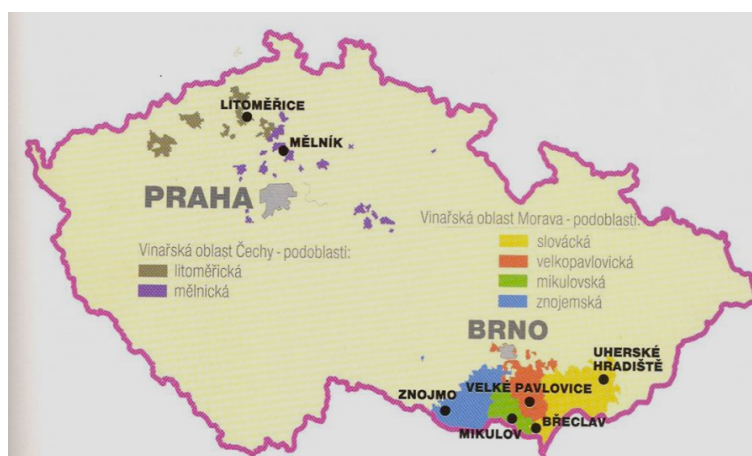 LITOMĚŘICE
MĚLNÍK
PRAHA
Vinařská oblast Čechy - podoblasti:
litoměřická
mělnická
Vinařská oblast Morava - podoblasti:
slovácká
velkopavlovická
mikulovská
znojemská
BRNO
UHERSKÉ
HRADIŠTĚ
ZNOJMO
VELKÉ PAVLOVICE
MIKULOV
BŘECLAV